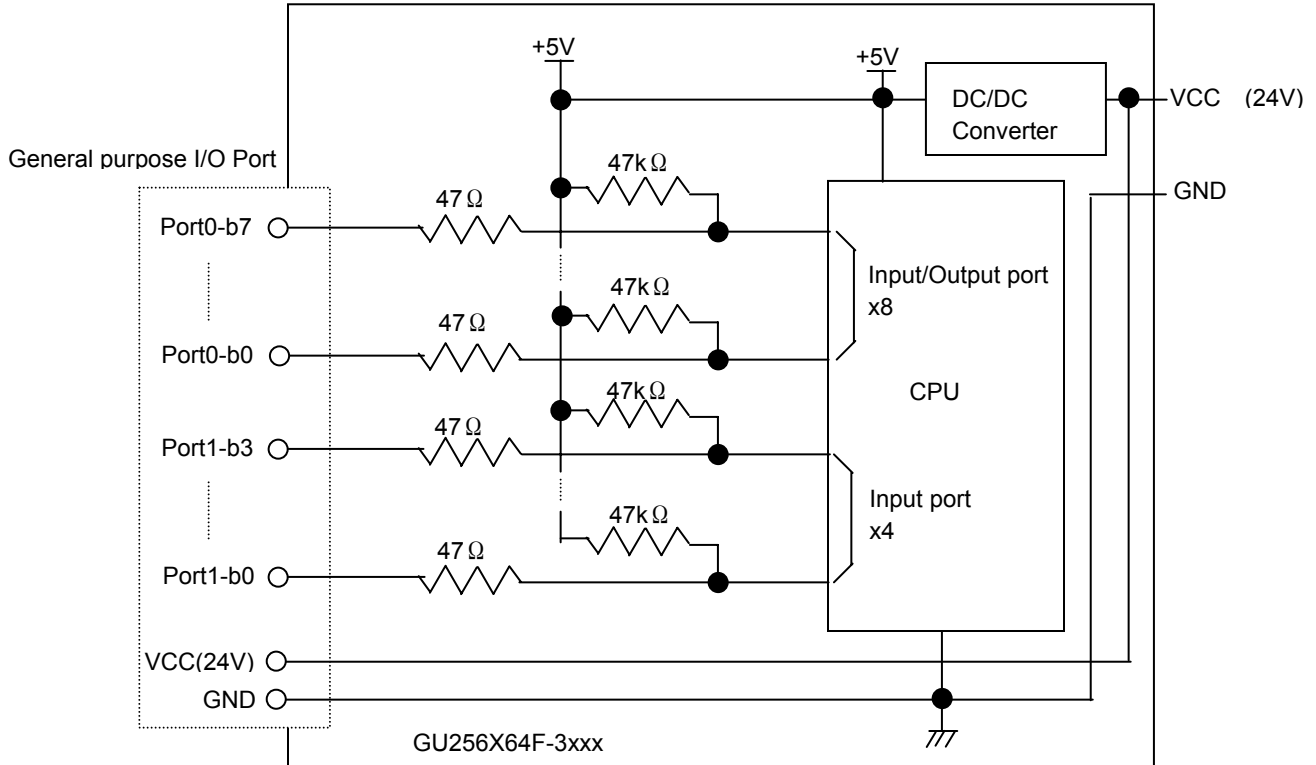 +5V
+5V
DC/DC
Converter
VCC (24V)
General purpose I/O Port
47kΩ
GND
47Ω
Port0-b7
Input/Output port
x8
47kΩ
47Ω
Port0-b0
47kΩ
CPU
47Ω
Port1-b3
Input port
x4
47kΩ
47Ω
Port1-b0
VCC(24V)
GND
GU256X64F-3xxx